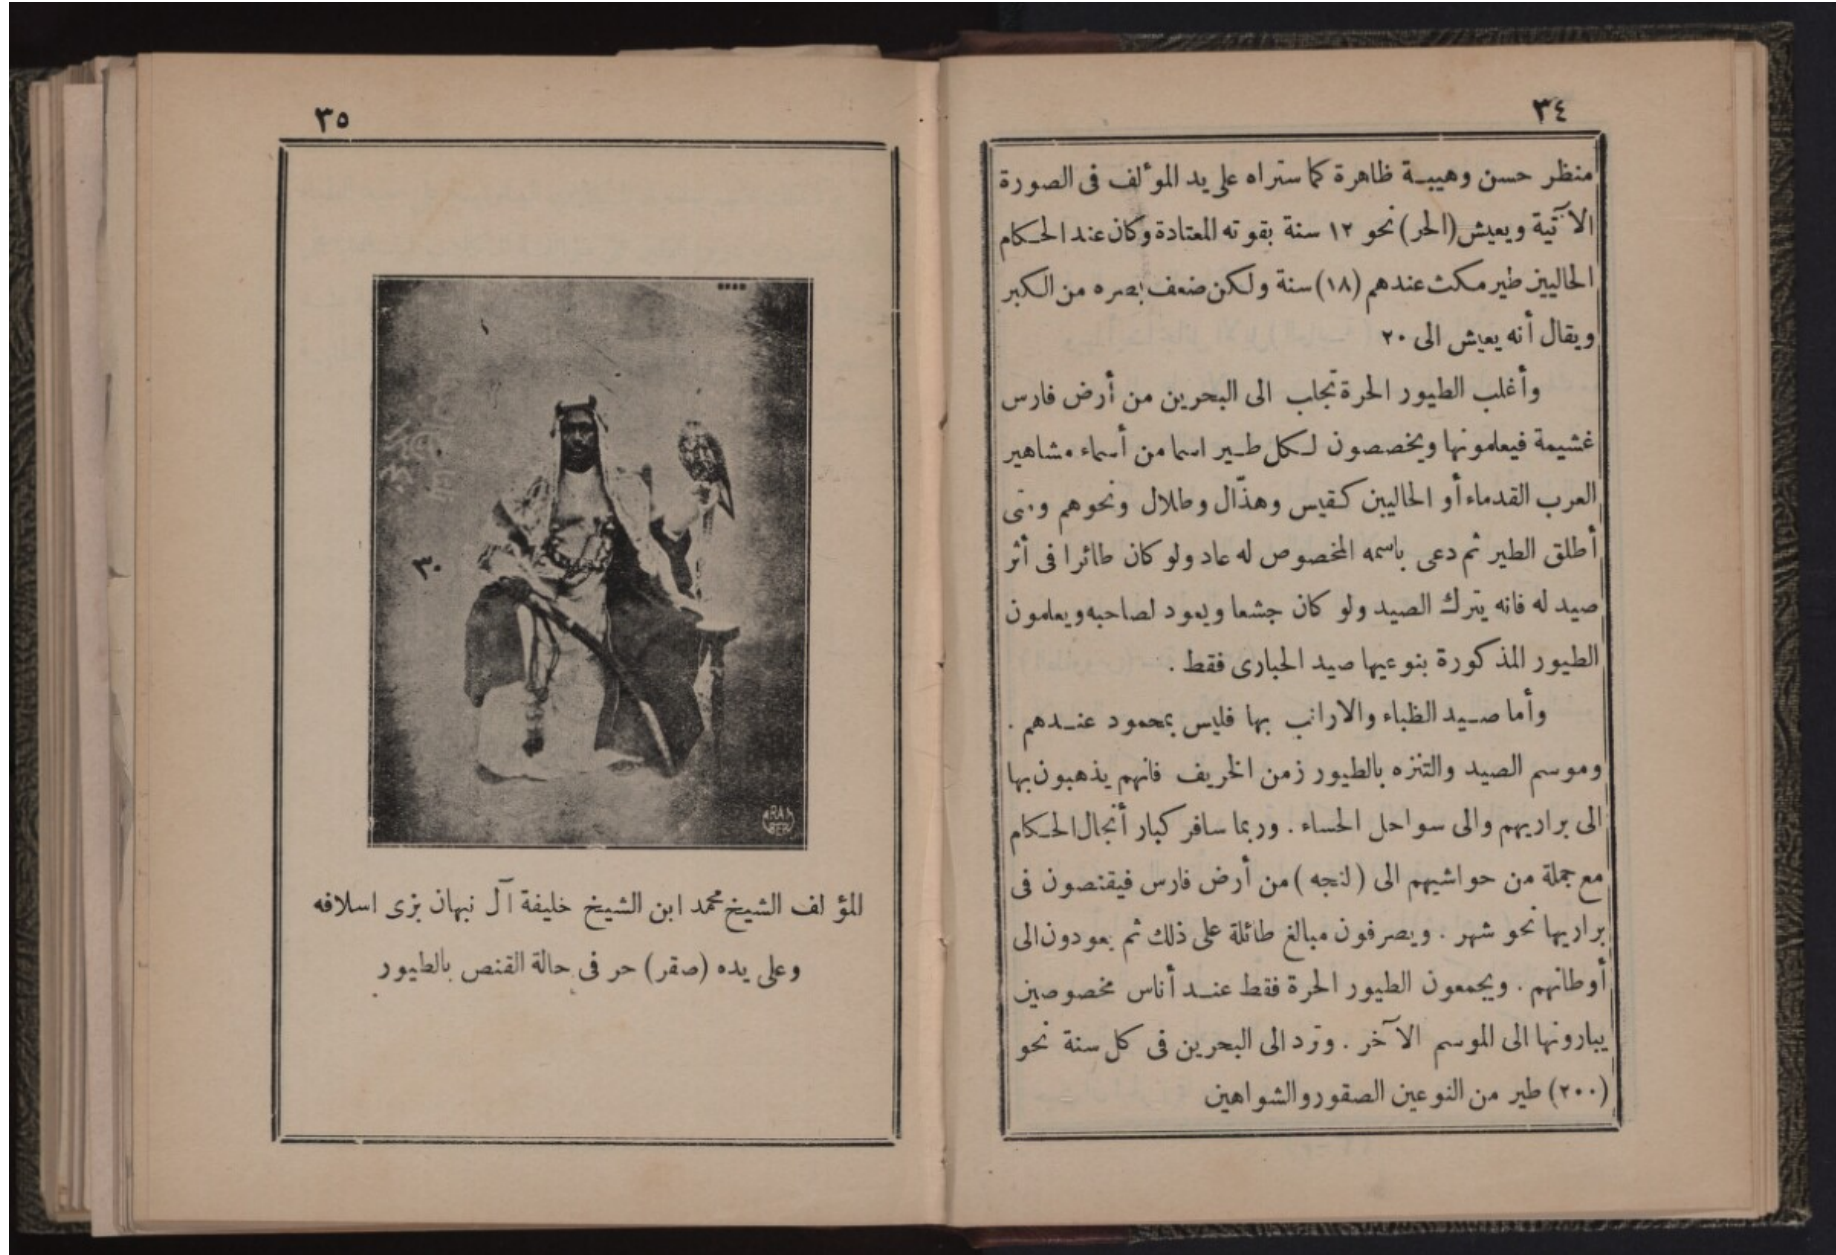 ٣٤
منظر حسن وهيبة ظاهرة كما ستراه على يد المؤلف فى الصورة
الآتية ويعيش (الحر) نحو ١٢ سنة بقوته المعتادة وكان عند الحكام
الحاليين طير مكث عندهم (١٨) سنة ولكن ضعف بصره من الكبر
ويقال أنه يعيش الى ٢٠
وأغلب الطيور الحرة تجلب الى البحرين من أرض فارس
غشيمة فيعلمونها ويخصصون لكل طير اسما من أسماء مشاهير
العرب القدماء أو الحاليين كقيس وهذّال وطلال ونحوهم ومتى
أطلق الطير ثم دعى باسمه المخصوص له عاد ولو كان طائرا فى أثر
صيد له فانه يترك الصيد ولو كان جشعا ويعود لصاحبه ويعلمون
الطيور المذكورة بنوعيها صيد الحبارى فقط .
وأما صيد الظباء والارانب بها فليس بمحمود عندهم .
وموسم الصيد والتنزه بالطيور زمن الخريف فانهم يذهبون بها
الى براريهم والى سواحل الحساء . وربما سافر كبار أنجال الحكام
مع جملة من حواشيهم الى (لنجه) من أرض فارس فيقتنصون فى
براريها نحو شهر . ويصرفون مبالغ طائلة على ذلك ثم يعودون الى
أوطانهم . ويجمعون الطيور الحرة فقط عند أناس مخصوصين
يبارونها الى الموسم الآخر . وترد الى البحرين فى كل سنة نحو
(٢٠٠) طير من النوعين الصقور والشواهين
٣٥
٣٠
المؤلف الشيخ محمد ابن الشيخ خليفة آل نبهان بزى اسلافه
وعلى يده (صقر) حر فى حالة القنص بالطيور